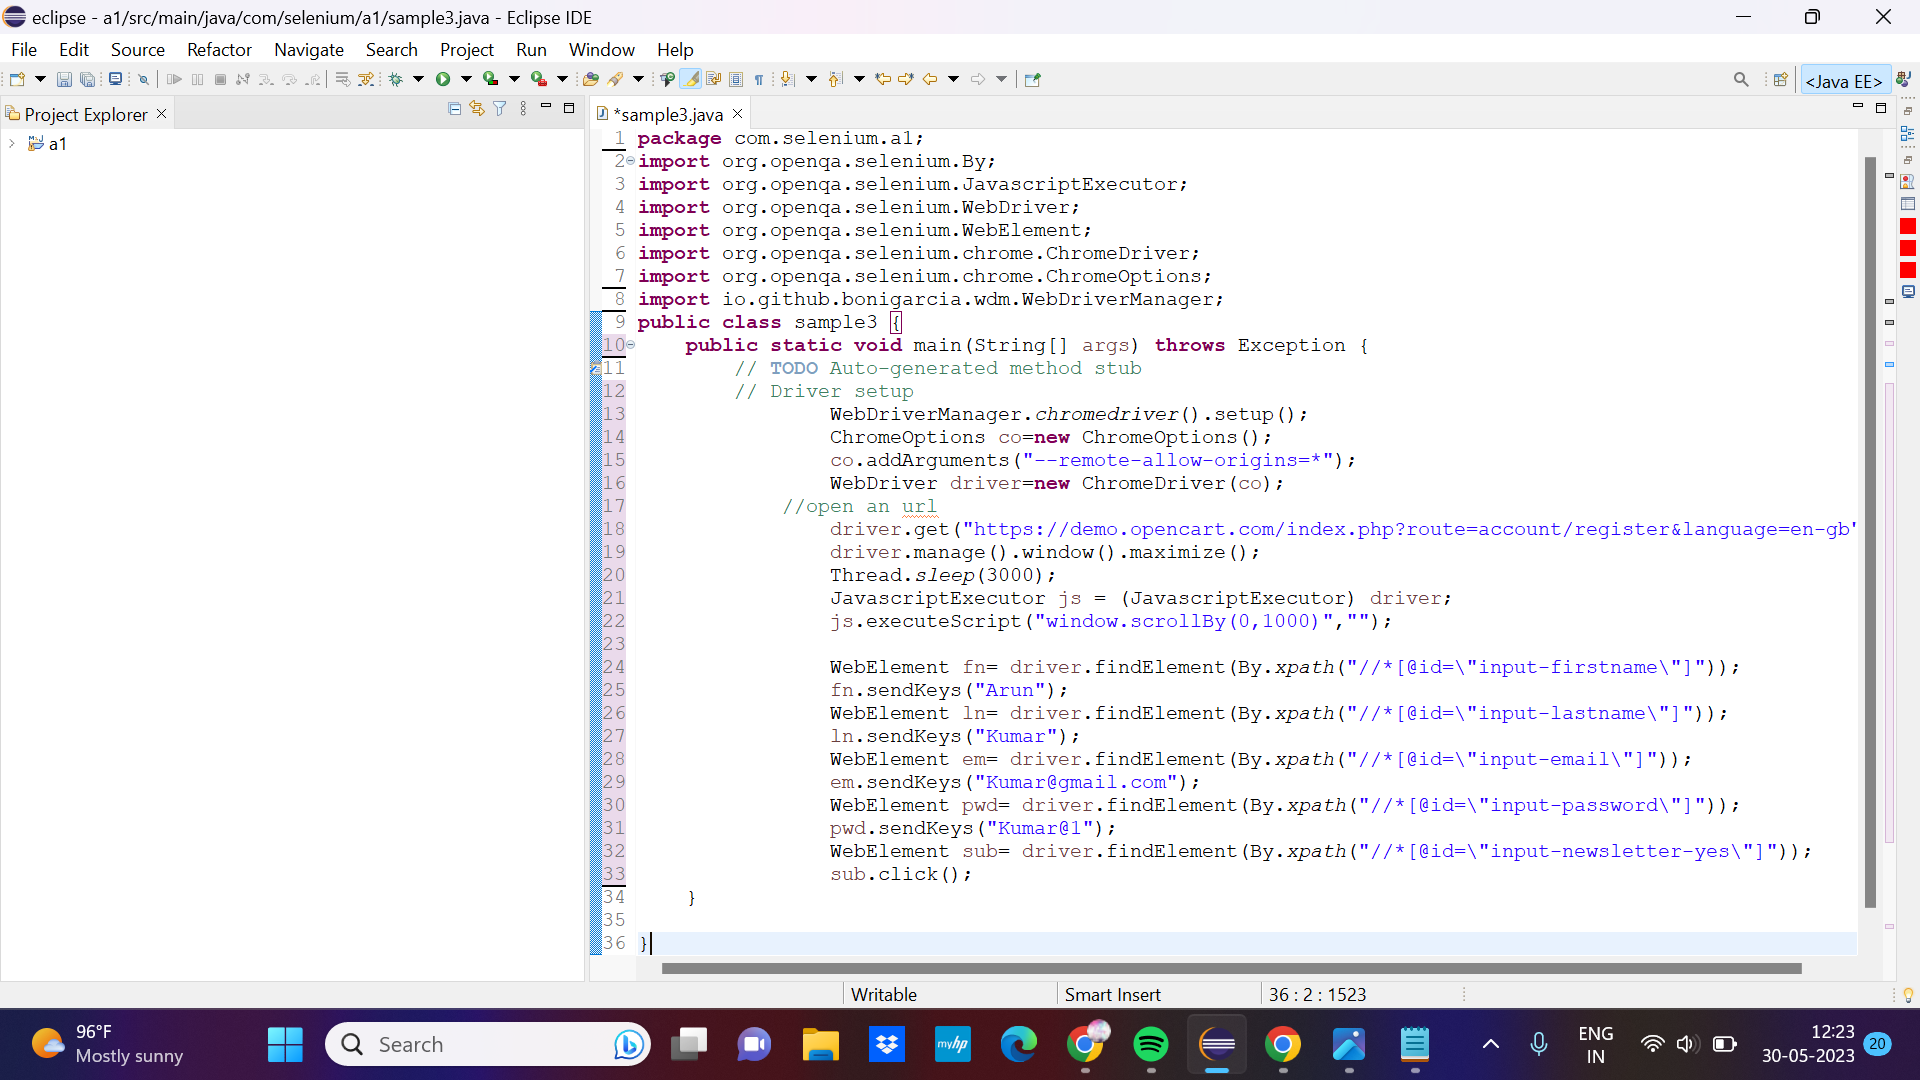 eclipse - a1/src/main/java/com/selenium/a1/sample3.java - Eclipse IDE
File Edit Source Refactor Navigate Search Project Run Window Help
<Java EE>
Project Explorer
*sample3.java
a1
1 package com.selenium.a1;
2 import org.openqa.selenium.By;
3 import org.openqa.selenium.JavascriptExecutor;
4 import org.openqa.selenium.WebDriver;
5 import org.openqa.selenium.WebElement;
6 import org.openqa.selenium.chrome.ChromeDriver;
7 import org.openqa.selenium.chrome.ChromeOptions;
8 import io.github.bonigarcia.wdm.WebDriverManager;
9 public class sample3 {
10 public static void main(String[] args) throws Exception {
11 // TODO Auto-generated method stub
12 // Driver setup
13 WebDriverManager.chromedriver().setup();
14 ChromeOptions co=new ChromeOptions();
15 co.addArguments("--remote-allow-origins=*");
16 WebDriver driver=new ChromeDriver(co);
17 //open an url
18 driver.get("https://demo.opencart.com/index.php?route=account/register&language=en-gb"
19 driver.manage().window().maximize();
20 Thread.sleep(3000);
21 JavascriptExecutor js = (JavascriptExecutor) driver;
22 js.executeScript("window.scrollBy(0,1000)","");
23
24 WebElement fn= driver.findElement(By.xpath("//*[@id=\"input-firstname\"]"));
25 fn.sendKeys("Arun");
26 WebElement ln= driver.findElement(By.xpath("//*[@id=\"input-lastname\"]"));
27 ln.sendKeys("Kumar");
28 WebElement em= driver.findElement(By.xpath("//*[@id=\"input-email\"]"));
29 em.sendKeys("Kumar@gmail.com");
30 WebElement pwd= driver.findElement(By.xpath("//*[@id=\"input-password\"]"));
31 pwd.sendKeys("Kumar@1");
32 WebElement sub= driver.findElement(By.xpath("//*[@id=\"input-newsletter-yes\"]"));
33 sub.click();
34 }
35
36 }
Writable Smart Insert 36 : 2 : 1523
96°F
Mostly sunny
Search
myhp
ENG
IN
12:23
30-05-2023
20